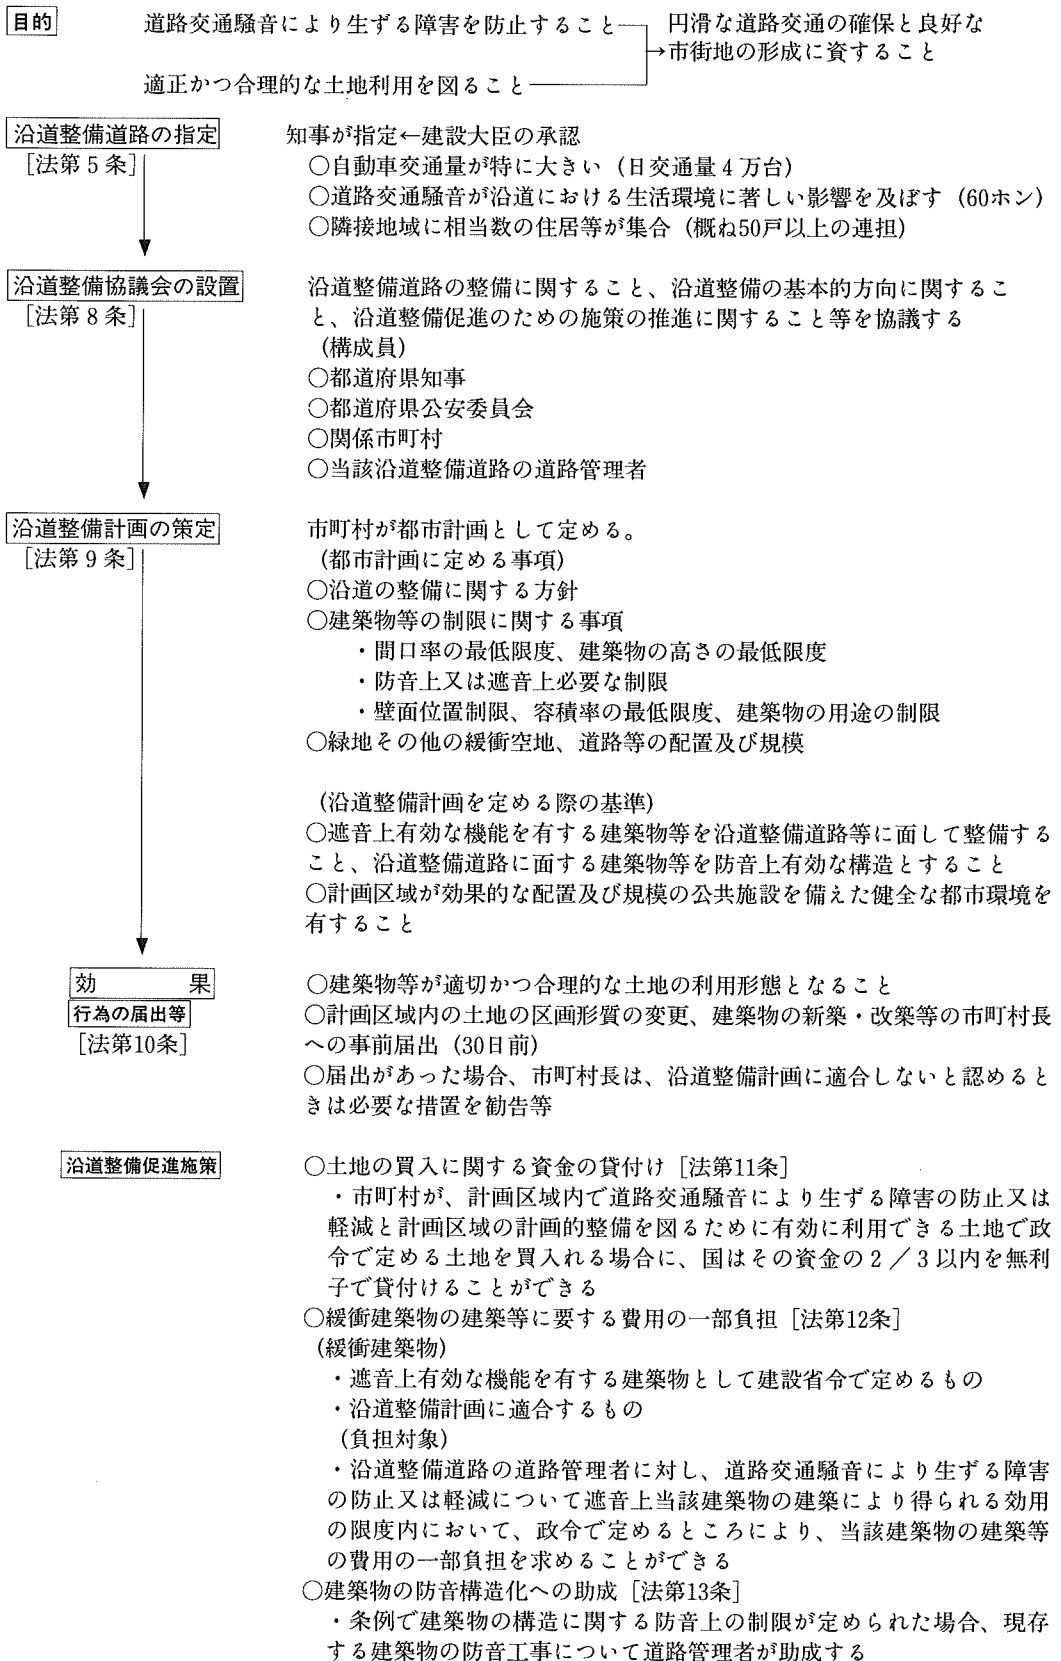 目的 道路交通騒音により生ずる障害を防止すること 円滑な道路交通の確保と良好な
→市街地の形成に資すること
適正かつ合理的な土地利用を図ること
沿道整備道路の指定 知事が指定←建設大臣の承認
[法第5条] ○自動車交通量が特に大きい（日交通量4万台）
○道路交通騒音が沿道における生活環境に著しい影響を及ぼす（60ホン）
○隣接地域に相当数の住居等が集合（概ね50戸以上の連担）
沿道整備協議会の設置 沿道整備道路の整備に関すること、沿道整備の基本的方向に関するこ
[法第8条] と、沿道整備促進のための施策の推進に関すること等を協議する
（構成員）
○都道府県知事
○都道府県公安委員会
○関係市町村
○当該沿道整備道路の道路管理者
沿道整備計画の策定 市町村が都市計画として定める。
[法第9条] （都市計画に定める事項）
○沿道の整備に関する方針
○建築物等の制限に関する事項
・間口率の最低限度、建築物の高さの最低限度
・防音上又は遮音上必要な制限
・壁面位置制限、容積率の最低限度、建築物の用途の制限
○緑地その他の緩衝空地、道路等の配置及び規模
（沿道整備計画を定める際の基準）
○遮音上有効な機能を有する建築物等を沿道整備道路等に面して整備する
こと、沿道整備道路に面する建築物等を防音上有効な構造とすること
○計画区域が効果的な配置及び規模の公共施設を備えた健全な都市環境を
有すること
効果 ○建築物等が適切かつ合理的な土地の利用形態となること
行為の届出等 ○計画区域内の土地の区画形質の変更、建築物の新築・改築等の市町村長
[法第10条] への事前届出（30日前）
○届出があった場合、市町村長は、沿道整備計画に適合しないと認めると
きは必要な措置を勧告等
沿道整備促進施策 ○土地の買入に関する資金の貸付け［法第11条］
・市町村が、計画区域内で道路交通騒音により生ずる障害の防止又は
軽減と計画区域の計画的整備を図るために有効に利用できる土地で政
令で定める土地を買入れる場合に、国はその資金の2／3以内を無利
子で貸付けることができる
○緩衝建築物の建築等に要する費用の一部負担［法第12条］
（緩衝建築物）
・遮音上有効な機能を有する建築物として建設省令で定めるもの
・沿道整備計画に適合するもの
（負担対象）
・沿道整備道路の道路管理者に対し、道路交通騒音により生ずる障害
の防止又は軽減について遮音上当該建築物の建築により得られる効用
の限度内において、政令で定めるところにより、当該建築物の建築等
の費用の一部負担を求めることができる
○建築物の防音構造化への助成［法第13条］
・条例で建築物の構造に関する防音上の制限が定められた場合、現存
する建築物の防音工事について道路管理者が助成する